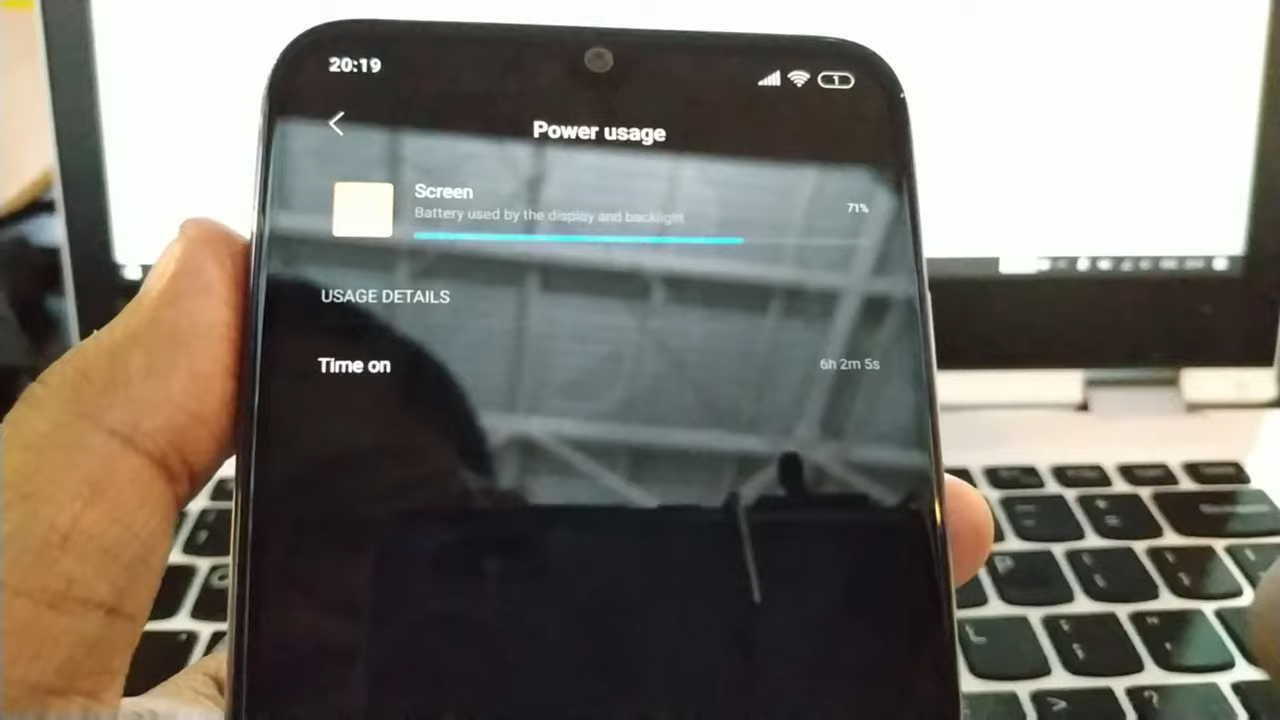 20:19
1
Power usage
Screen
Battery used by the display and backlight
71%
USAGE DETAILS
Time on
6h 2m 5s
P
L
>
?